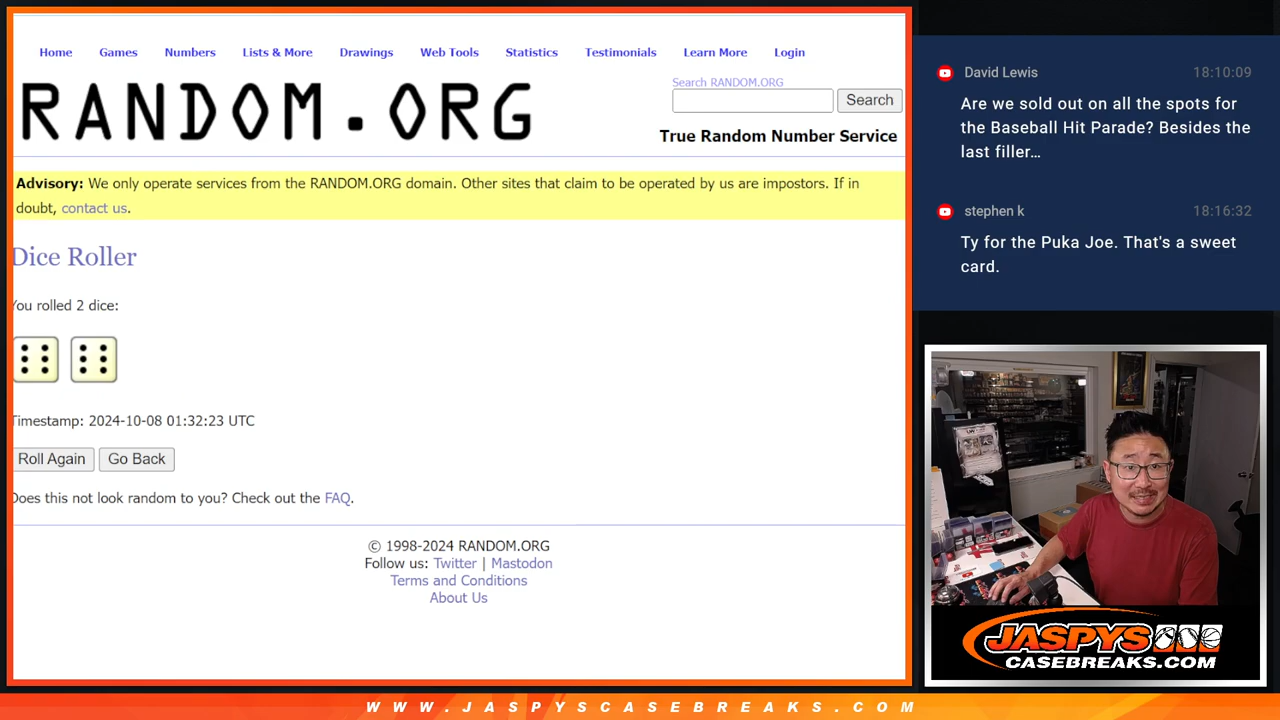 Home Games Numbers Lists & More Drawings Web Tools Statistics Testimonials Learn More Login
RANDOM.ORG
Search RANDOM.ORG
Search
True Random Number Service
Advisory: We only operate services from the RANDOM.ORG domain. Other sites that claim to be operated by us are impostors. If in
doubt, contact us.
Dice Roller
You rolled 2 dice:
Timestamp: 2024-10-08 01:32:23 UTC
Roll Again Go Back
Does this not look random to you? Check out the FAQ.
© 1998-2024 RANDOM.ORG
Follow us: Twitter | Mastodon
Terms and Conditions
About Us
David Lewis 18:10:09
Are we sold out on all the spots for
the Baseball Hit Parade? Besides the
last filler…
stephen k 18:16:32
Ty for the Puka Joe. That's a sweet
card.
JASPYS
CASEBREAKS.COM
WWW.JASPYSCASEBREAKS.COM